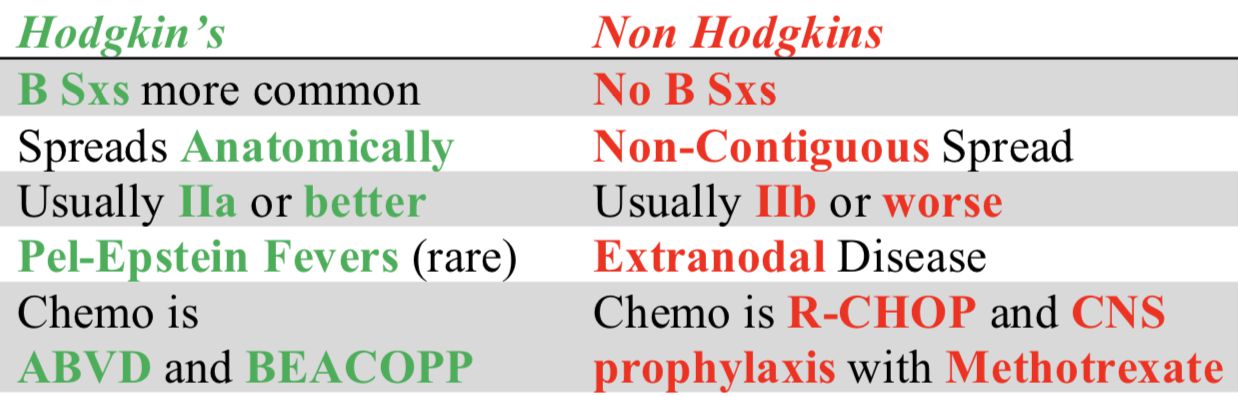 Hodgkin's Non Hodgkins
B Sxs more common No B Sxs
Spreads Anatomically Non-Contiguous Spread
Usually IIa or better Usually IIb or worse
Pel-Epstein Fevers (rare) Extranodal Disease
Chemo is Chemo is R-CHOP and CNS
ABVD and BEACOPP prophylaxis with Methotrexate